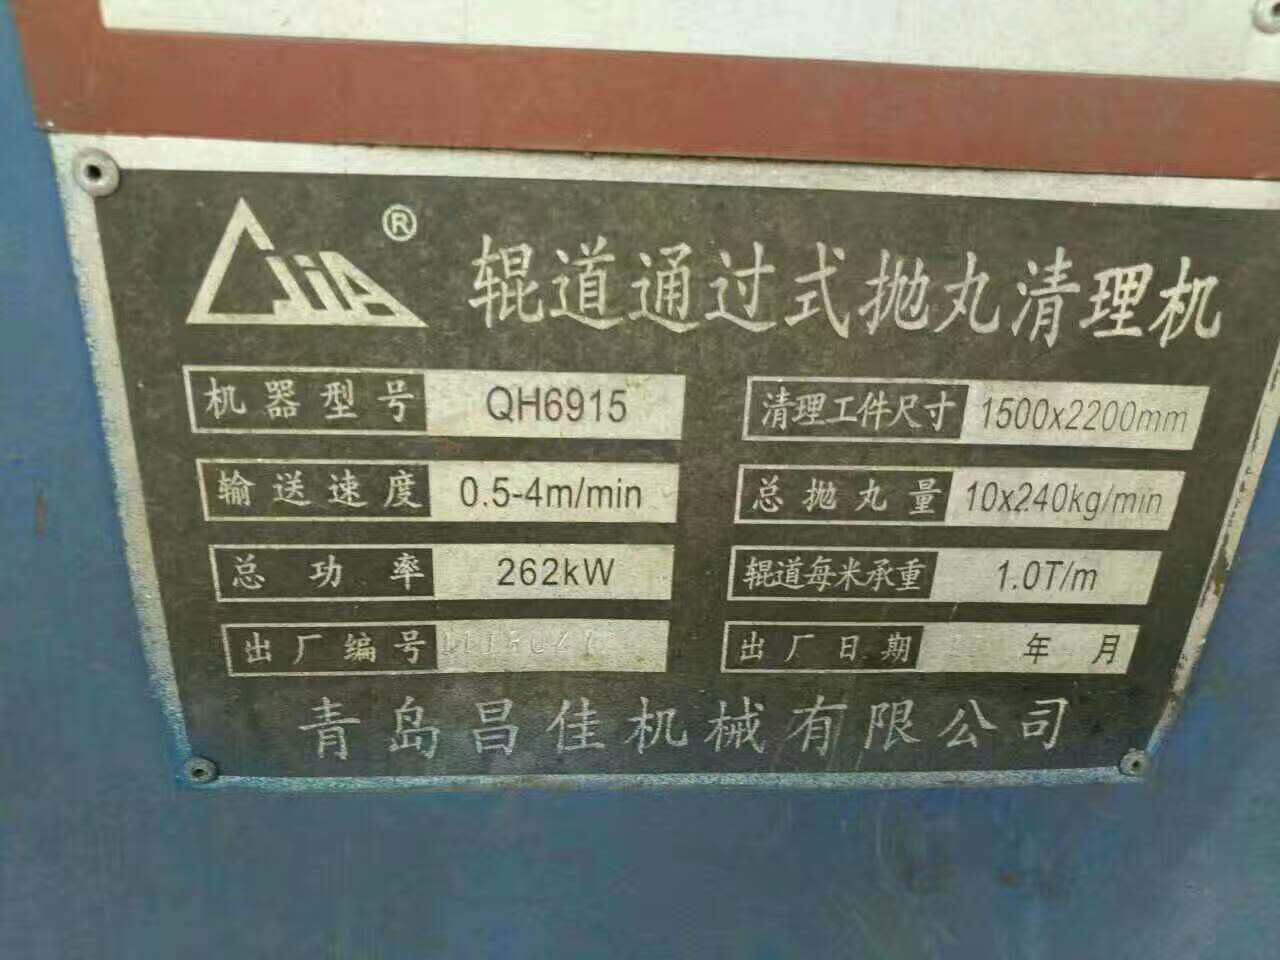 CJIA ® 辊道通过式抛丸清理机
机器型号 QH6915 清理工件尺寸 1500x2200mm
输送速度 0.5-4m/min 总抛丸量 10x240kg/min
总功率 262kW 辊道每米承重 1.0T/m
出厂编号 出厂日期 年 月
青岛昌佳机械有限公司